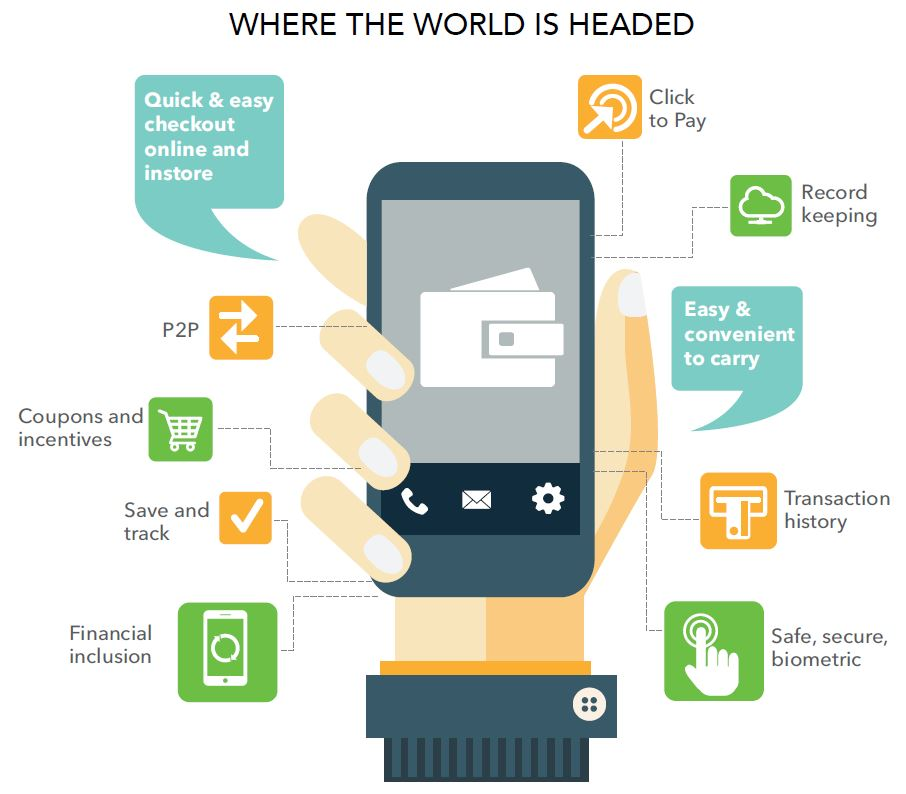 WHERE THE WORLD IS HEADED
Quick & easy
checkout
online and
instore
Click
to Pay
Record
keeping
P2P
Easy &
convenient
to carry
Coupons and
incentives
Save and
track
Transaction
history
Financial
inclusion
Safe, secure,
biometric